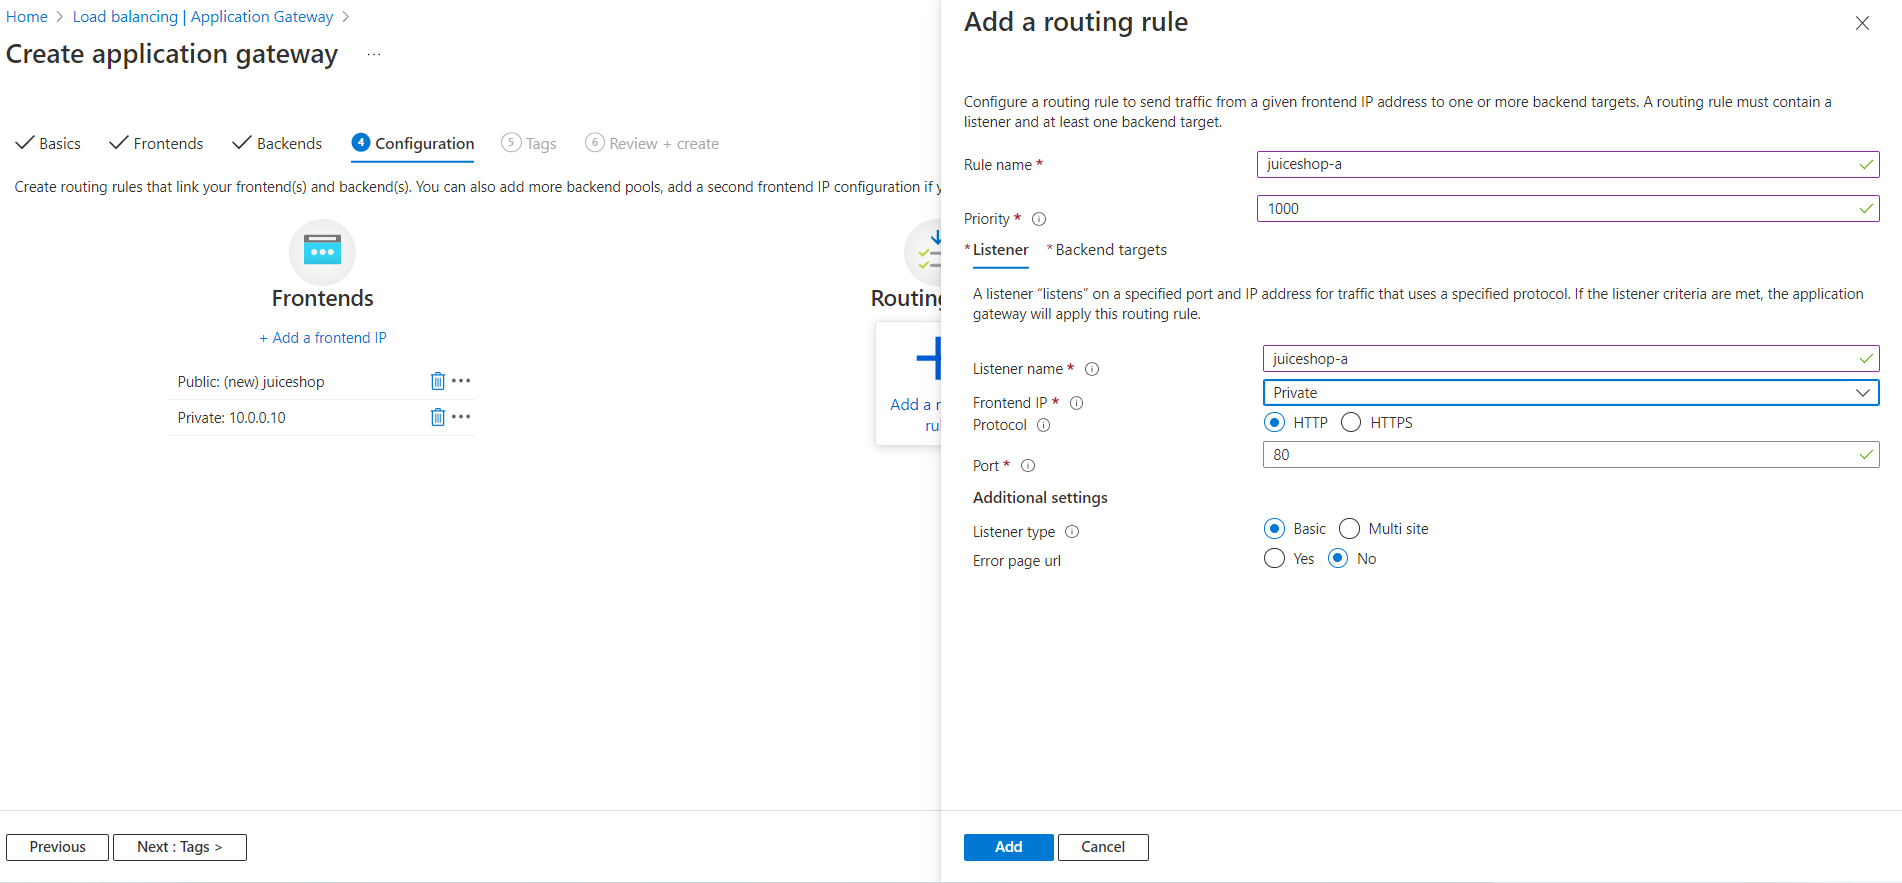 Home > Load balancing | Application Gateway >
Create application gateway ...
Basics Frontends Backends 4 Configuration 5 Tags 6 Review + create
Create routing rules that link your frontend(s) and backend(s). You can also add more backend pools, add a second frontend IP configuration if
Frontends
+ Add a frontend IP
Public: (new) juiceshop
Private: 10.0.0.10
Routing
Add a
Previous Next : Tags >
Add a routing rule
Configure a routing rule to send traffic from a given frontend IP address to one or more backend targets. A routing rule must contain a
listener and at least one backend target.
Rule name * juiceshop-a
Priority * 1000
* Listener * Backend targets
A listener “listens” on a specified port and IP address for traffic that uses a specified protocol. If the listener criteria are met, the application
gateway will apply this routing rule.
Listener name * juiceshop-a
Frontend IP * Private
Protocol HTTP HTTPS
Port * 80
Additional settings
Listener type Basic Multi site
Error page url Yes No
Add Cancel